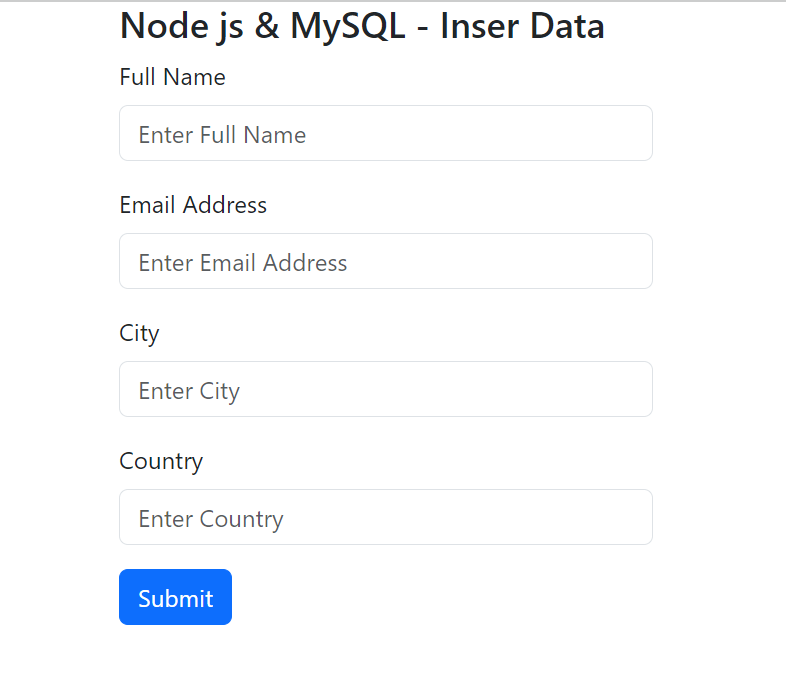 Node js & MySQL - Inser Data
Full Name
Enter Full Name
Email Address
Enter Email Address
City
Enter City
Country
Enter Country
Submit